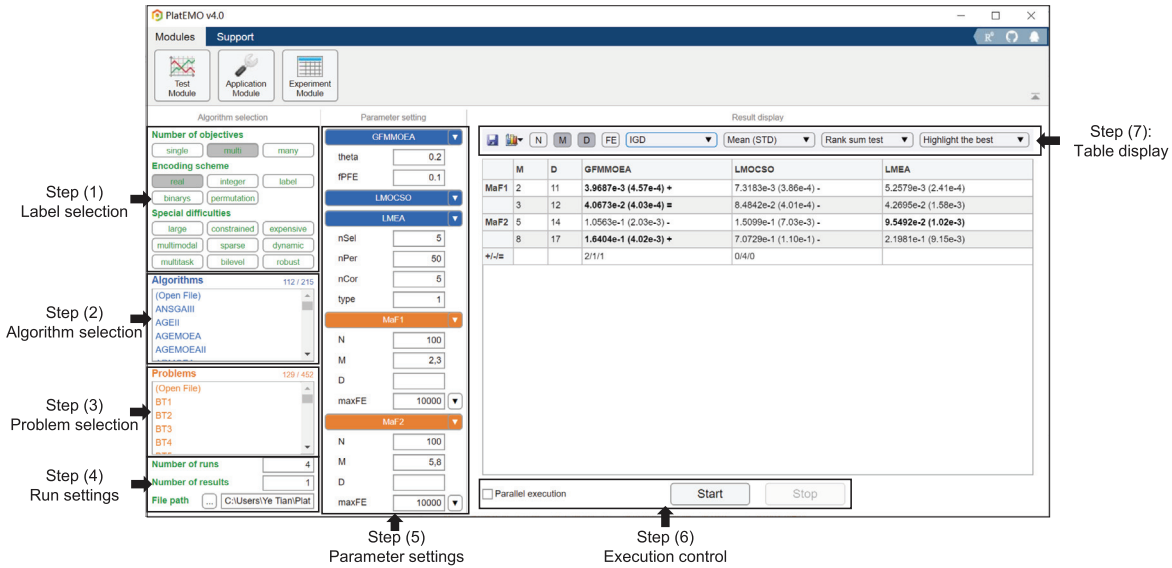 PlatEMO v4.0
Modules Support
Test Module
Application Module
Experiment Module
Algorithm selection
Parameter setting
Result display
Number of objectives
single multi many
Encoding scheme
real integer label
binarys permutation
Special difficulties
large constrained expensive
multimodal sparse dynamic
multitask bilevel robust
Algorithms 112 / 215
(Open File)
ANSGAIII
AGEII
AGEMOEA
AGEMOEAII
Problems 129 / 452
(Open File)
BT1
BT2
BT3
BT4
Number of runs 4
Number of results 1
File path ... C:\Users\Ye Tian\Plat
GFMMOEA
theta 0.2
fPFE 0.1
LMOCSO
LMEA
nSel 5
nPer 50
nCor 5
type 1
MaF1
N 100
M 2,3
D
maxFE 10000
MaF2
N 100
M 5,8
D
maxFE 10000
N M D FE IGD Mean (STD) Rank sum test Highlight the best
M D GFMMOEA LMOCSO LMEA
MaF1 2 11 3.9687e-3 (4.57e-4) + 7.3183e-3 (3.86e-4) - 5.2579e-3 (2.41e-4)
3 12 4.0673e-2 (4.03e-4) = 8.4842e-2 (4.01e-4) - 4.2695e-2 (1.58e-3)
MaF2 5 14 1.0563e-1 (2.03e-3) - 1.5099e-1 (7.03e-3) - 9.5492e-2 (1.02e-3)
8 17 1.6404e-1 (4.02e-3) + 7.0729e-1 (1.10e-1) - 2.1981e-1 (9.15e-3)
+/-/= 2/1/1 0/4/0
Parallel execution Start Stop
Step (1)
Label selection
Step (2)
Algorithm selection
Step (3)
Problem selection
Step (4)
Run settings
Step (5)
Parameter settings
Step (6)
Execution control
Step (7):
Table display